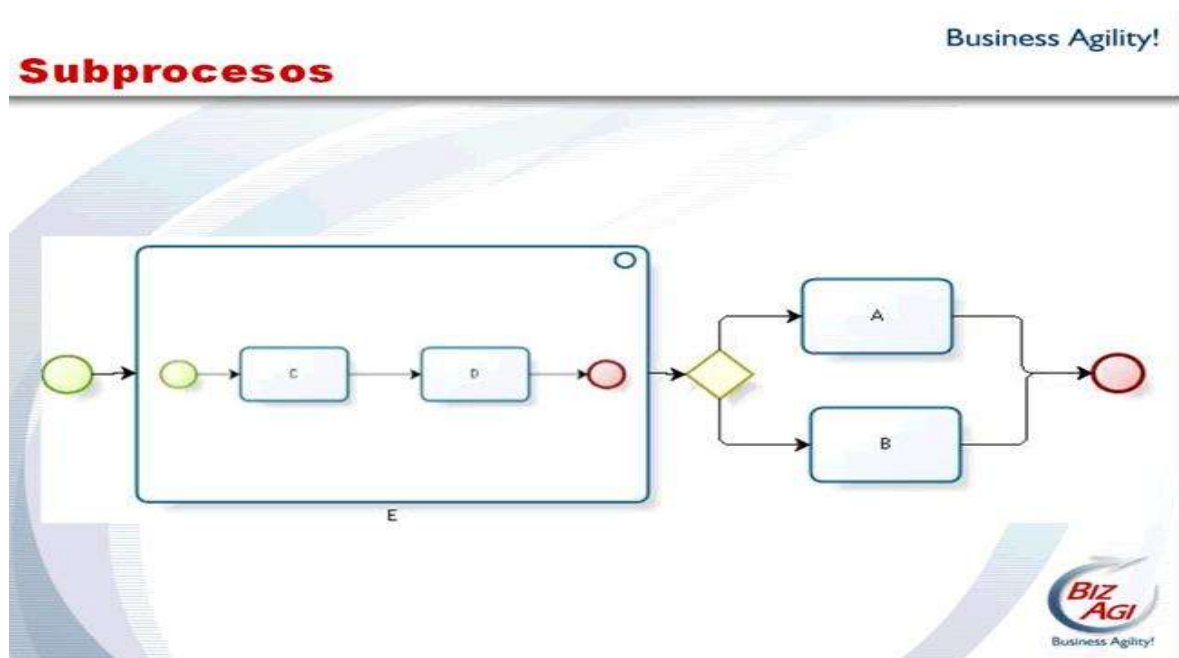 Business Agility!
Subprocesos
A
C
D
B
E
BIZ
AGI
Business Agility!